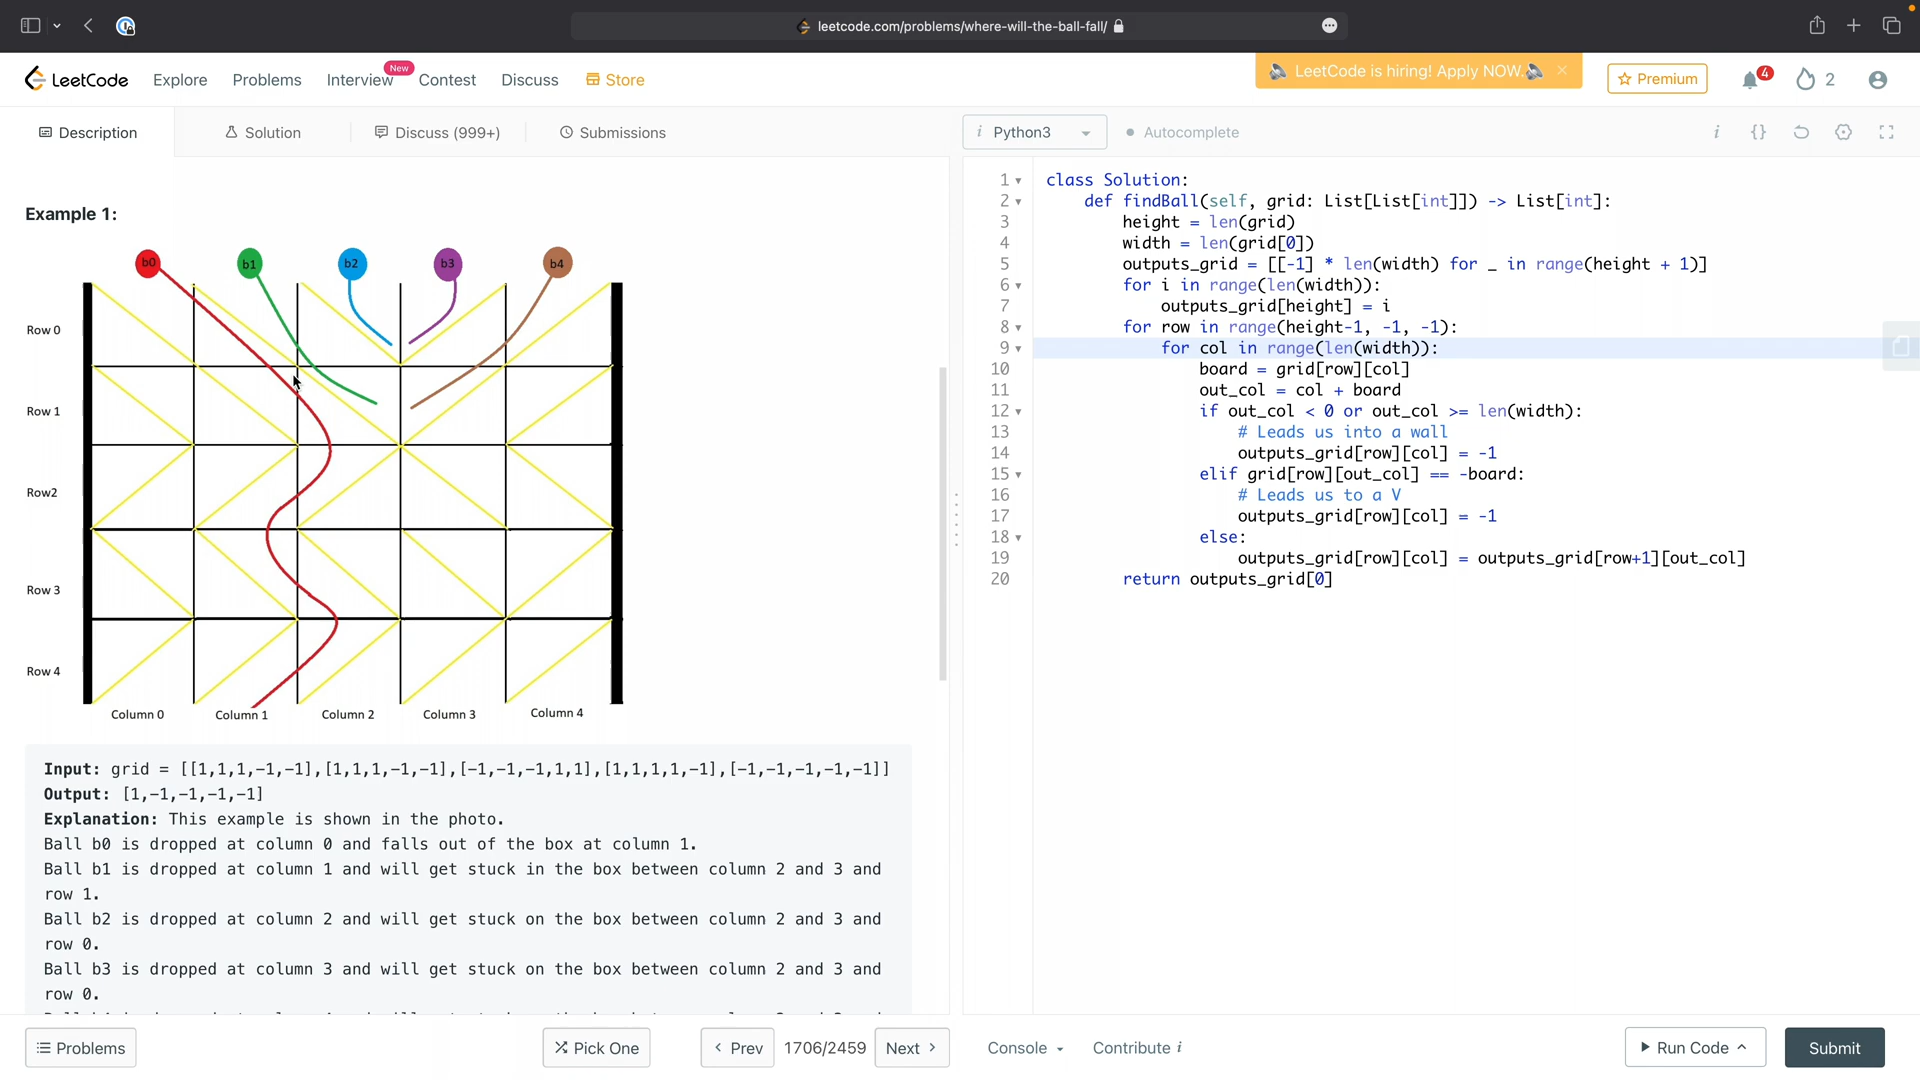 leetcode.com/problems/where-will-the-ball-fall/
LeetCode
Explore
Problems
Interview
New
Contest
Discuss
Store
LeetCode is hiring! Apply NOW.
Premium
4
2
Description
Solution
Discuss (999+)
Submissions
i Python3
Autocomplete
i {}
Example 1:
b0 b1 b2 b3 b4
Row 0
Row 1
Row2
Row 3
Row 4
Column 0 Column 1 Column 2 Column 3 Column 4
Input: grid = [[1,1,1,-1,-1],[1,1,1,-1,-1],[-1,-1,-1,1,1],[1,1,1,1,-1],[-1,-1,-1,-1,-1]]
Output: [1,-1,-1,-1,-1]
Explanation: This example is shown in the photo.
Ball b0 is dropped at column 0 and falls out of the box at column 1.
Ball b1 is dropped at column 1 and will get stuck in the box between column 2 and 3 and
row 1.
Ball b2 is dropped at column 2 and will get stuck on the box between column 2 and 3 and
row 0.
Ball b3 is dropped at column 3 and will get stuck on the box between column 2 and 3 and
row 0.
1 class Solution:
2 def findBall(self, grid: List[List[int]]) -> List[int]:
3 height = len(grid)
4 width = len(grid[0])
5 outputs_grid = [[-1] * len(width) for _ in range(height + 1)]
6 for i in range(len(width)):
7 outputs_grid[height] = i
8 for row in range(height-1, -1, -1):
9 for col in range(len(width)):
10 board = grid[row][col]
11 out_col = col + board
12 if out_col < 0 or out_col >= len(width):
13 # Leads us into a wall
14 outputs_grid[row][col] = -1
15 elif grid[row][out_col] == -board:
16 # Leads us to a V
17 outputs_grid[row][col] = -1
18 else:
19 outputs_grid[row][col] = outputs_grid[row+1][out_col]
20 return outputs_grid[0]
Problems
Pick One
Prev
1706/2459
Next
Console
Contribute i
Run Code
Submit